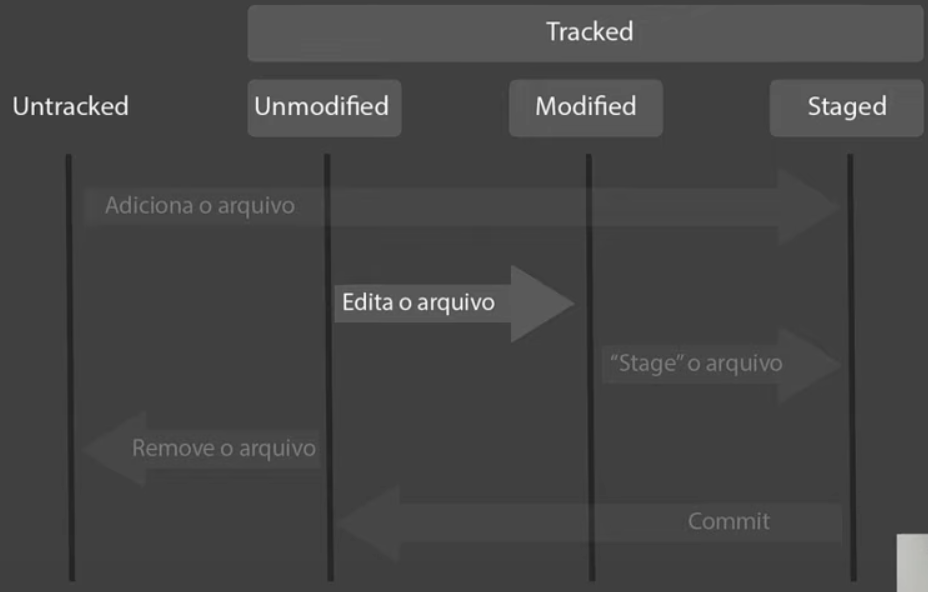 Tracked
Untracked
Unmodified
Modified
Staged
Adiciona o arquivo
Edita o arquivo
“Stage” o arquivo
Remove o arquivo
Commit